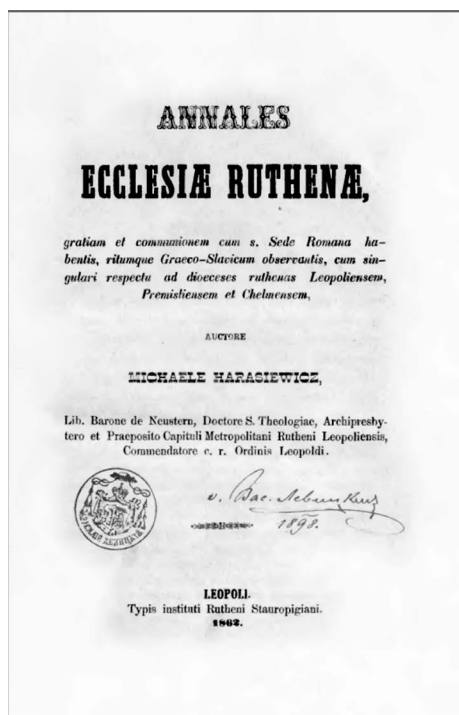 ANNALES
ECCLESIÆ RUTHENÆ,
gratiam et communionem cum s. Sede Romana ha-
bentis, ritumque Graeco-Slavicum observantis, cum sin-
gulari respectu ad dioeceses ruthenas Leopoliensem,
Premisliensem et Chelmensem,
AUCTORE
MICHAELE HARASIEWICZ,
Lib. Barone de Neustern, Doctore S. Theologiae, Archipresby-
tero et Praeposito Capituli Metropolitani Rutheni Leopoliensis,
Commendatore c. r. Ordinis Leopoldi.
1898.
LEOPOLI.
Typis instituti Rutheni Stauropigiani.
1862.